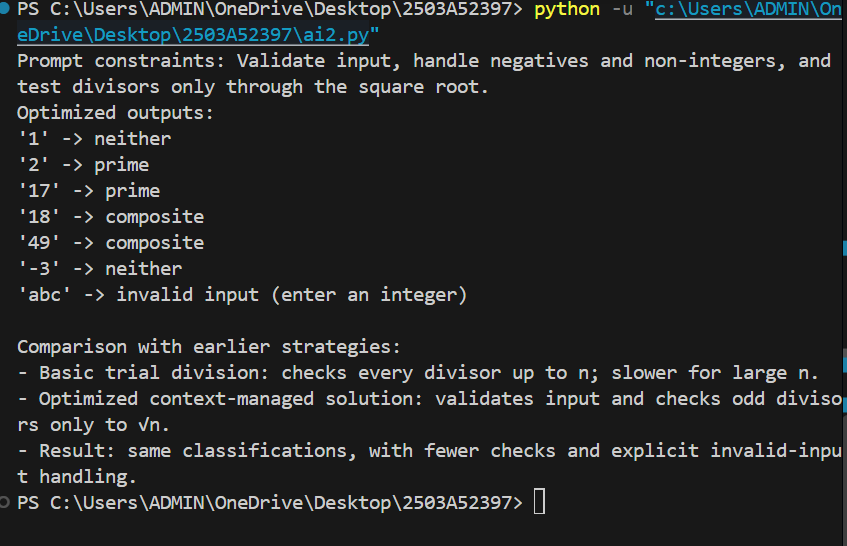 PS C:\Users\ADMIN\OneDrive\Desktop\2503A52397> python -u "c:\Users\ADMIN\On
eDrive\Desktop\2503A52397\ai2.py"
Prompt constraints: Validate input, handle negatives and non-integers, and
test divisors only through the square root.
Optimized outputs:
'1' -> neither
'2' -> prime
'17' -> prime
'18' -> composite
'49' -> composite
'-3' -> neither
'abc' -> invalid input (enter an integer)

Comparison with earlier strategies:
- Basic trial division: checks every divisor up to n; slower for large n.
- Optimized context-managed solution: validates input and checks odd diviso
rs only to √n.
- Result: same classifications, with fewer checks and explicit invalid-inpu
t handling.
PS C:\Users\ADMIN\OneDrive\Desktop\2503A52397>